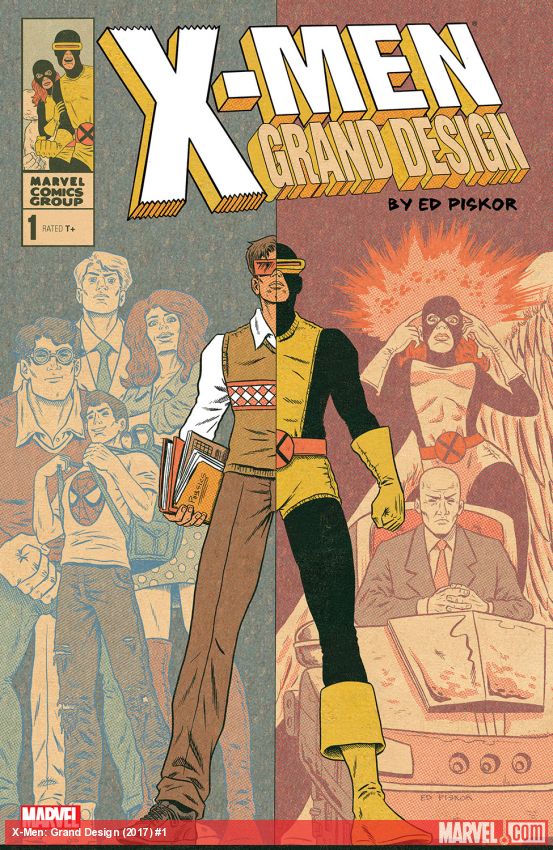 X-MEN
GRAND DESIGN
BY ED PISKOR
MARVEL
COMICS
GROUP
1 RATED T+
Physics
ED PISKOR
MARVEL
X-Men: Grand Design (2017) #1
MARVEL.com